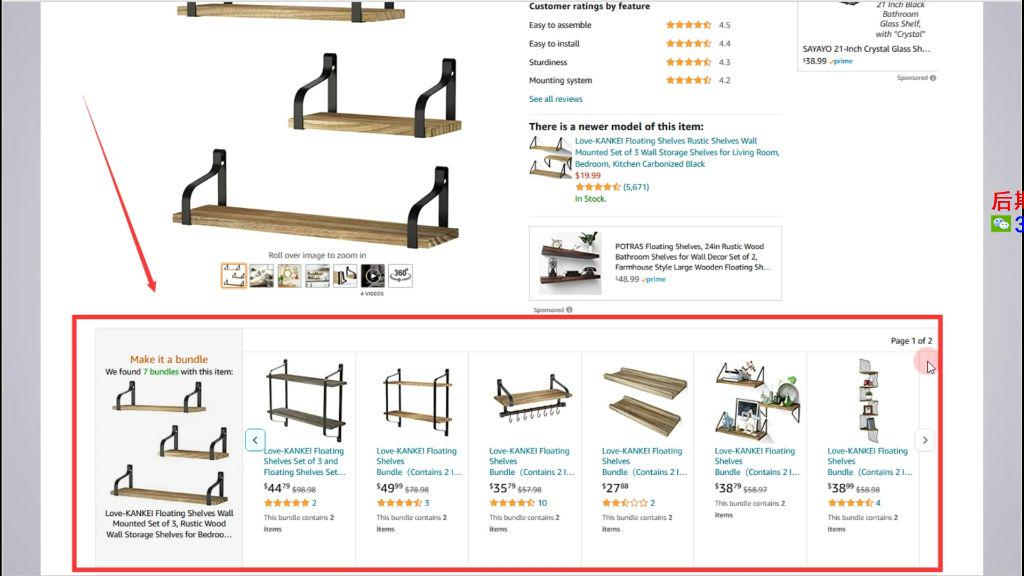 Customer ratings by feature
Easy to assemble 4.5
Easy to install 4.4
Sturdiness 4.3
Mounting system 4.2
See all reviews
21 Inch Black
Bathroom
Glass Shelf,
with "Crystal"
SAYAYO 21-Inch Crystal Glass Sh...
$38.99 prime
Sponsored
There is a newer model of this item:
Love-KANKEI Floating Shelves Rustic Shelves Wall
Mounted Set of 3 Wall Storage Shelves for Living Room,
Bedroom, Kitchen Carbonized Black
$19.99
(5,671)
In Stock.
后期
Roll over image to zoom in
360°
4 VIDEOS
POTRAS Floating Shelves, 24in Rustic Wood
Bathroom Shelves for Wall Decor Set of 2,
Farmhouse Style Large Wooden Floating Sh...
$48.99 prime
Sponsored
Page 1 of 2
Make it a bundle
We found 7 bundles with this item:
Love-KANKEI Floating Shelves Wall
Mounted Set of 3, Rustic Wood
Wall Storage Shelves for Bedroo...
Love-KANKEI Floating
Shelves Set of 3 and
Floating Shelves Set...
$44.79 $98.98
2
This bundle contains 2
items
Love-KANKEI Floating
Shelves
Bundle（Contains 2 I...
$49.99 $78.98
3
This bundle contains 2
items
Love-KANKEI Floating
Shelves
Bundle（Contains 2 I...
$35.79 $57.98
10
This bundle contains 2
items
Love-KANKEI Floating
Shelves
Bundle（Contains 2 I...
$27.88
2
This bundle contains 2
items
Love-KANKEI Floating
Shelves
Bundle（Contains 2 I...
$38.79 $58.97
This bundle contains 2
items
Love-KANKEI Floating
Shelves
Bundle（Contains 2 I...
$38.99 $58.98
4
This bundle contains 2
items